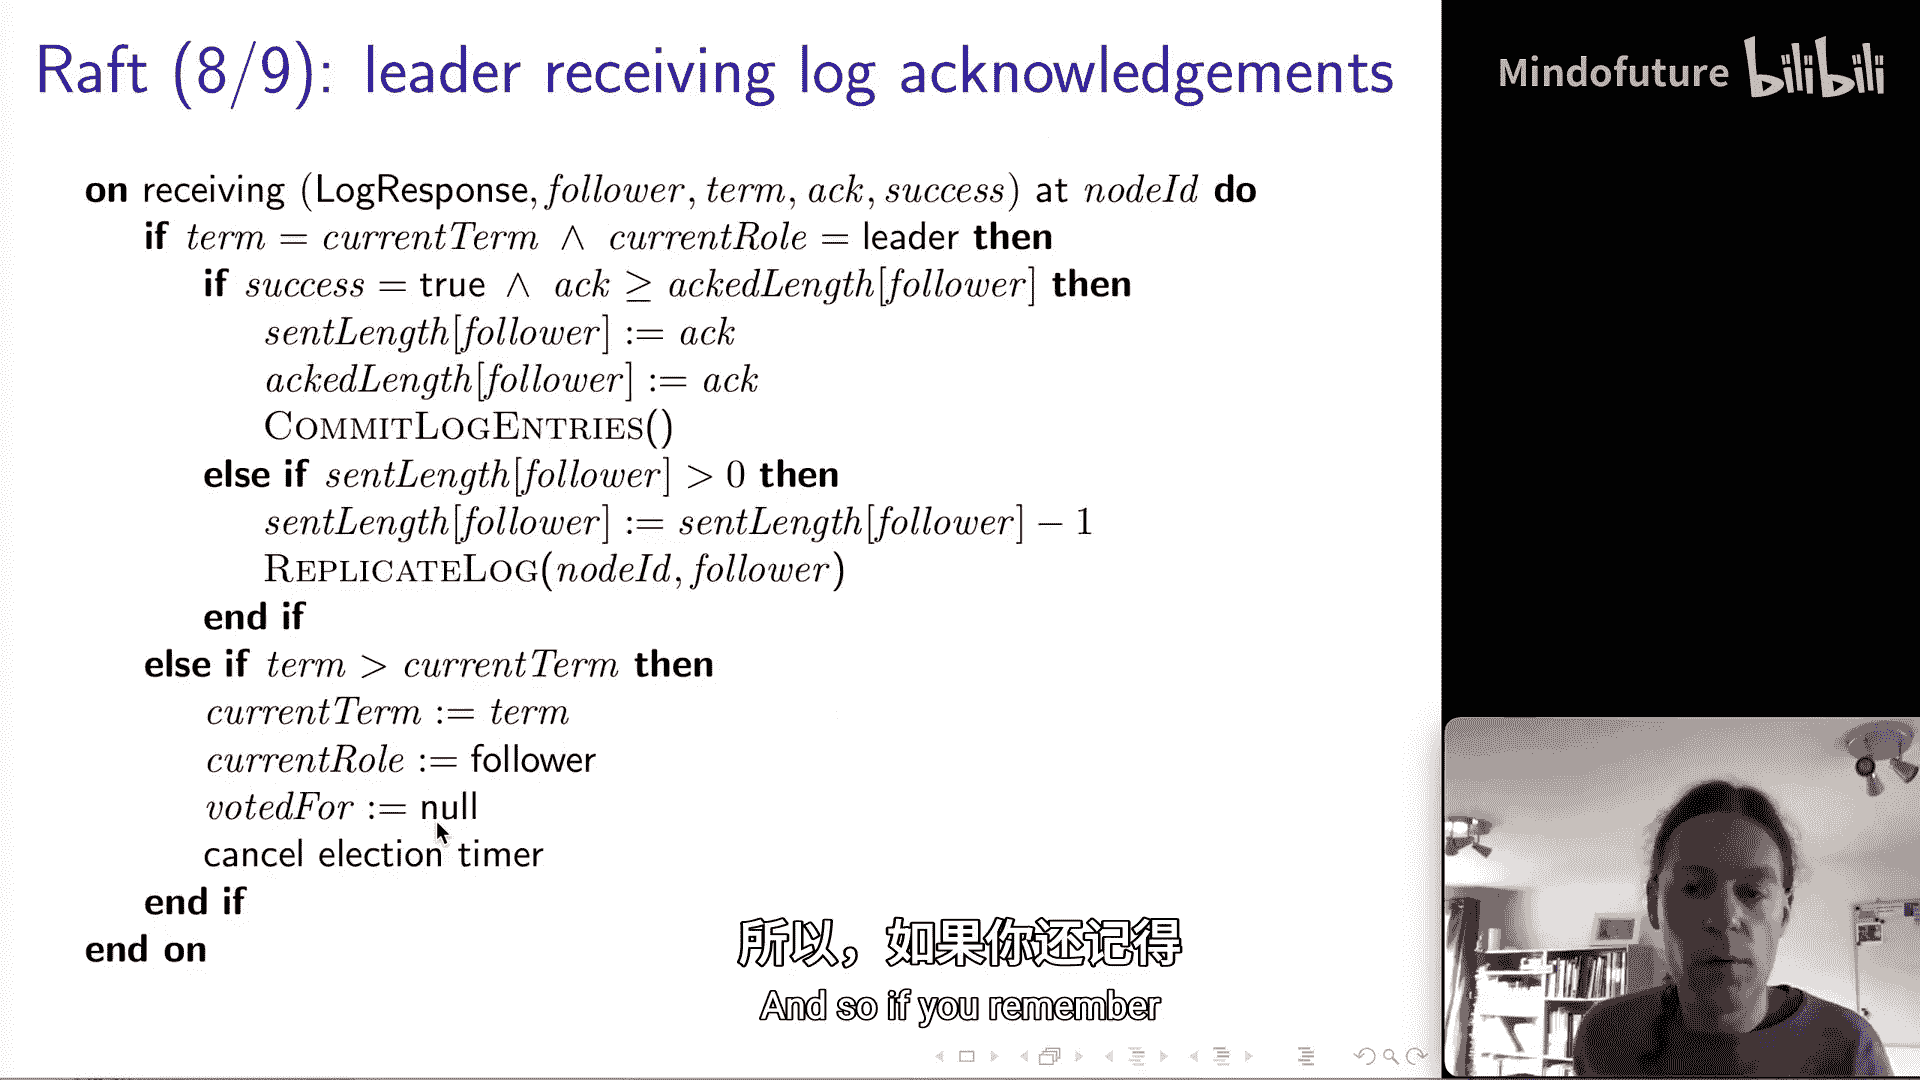 Raft (8/9): leader receiving log acknowledgements
Mindofuture bilibili
on receiving (LogResponse, follower, term, ack, success) at nodeId do
if term = currentTerm ∧ currentRole = leader then
if success = true ∧ ack ≥ ackedLength[follower] then
sentLength[follower] := ack
ackedLength[follower] := ack
COMMITLOGENTRIES()
else if sentLength[follower] > 0 then
sentLength[follower] := sentLength[follower] − 1
REPLICATELOG(nodeId, follower)
end if
else if term > currentTerm then
currentTerm := term
currentRole := follower
votedFor := null
cancel election timer
end if
end on
所以，如果你还记得
And so if you remember